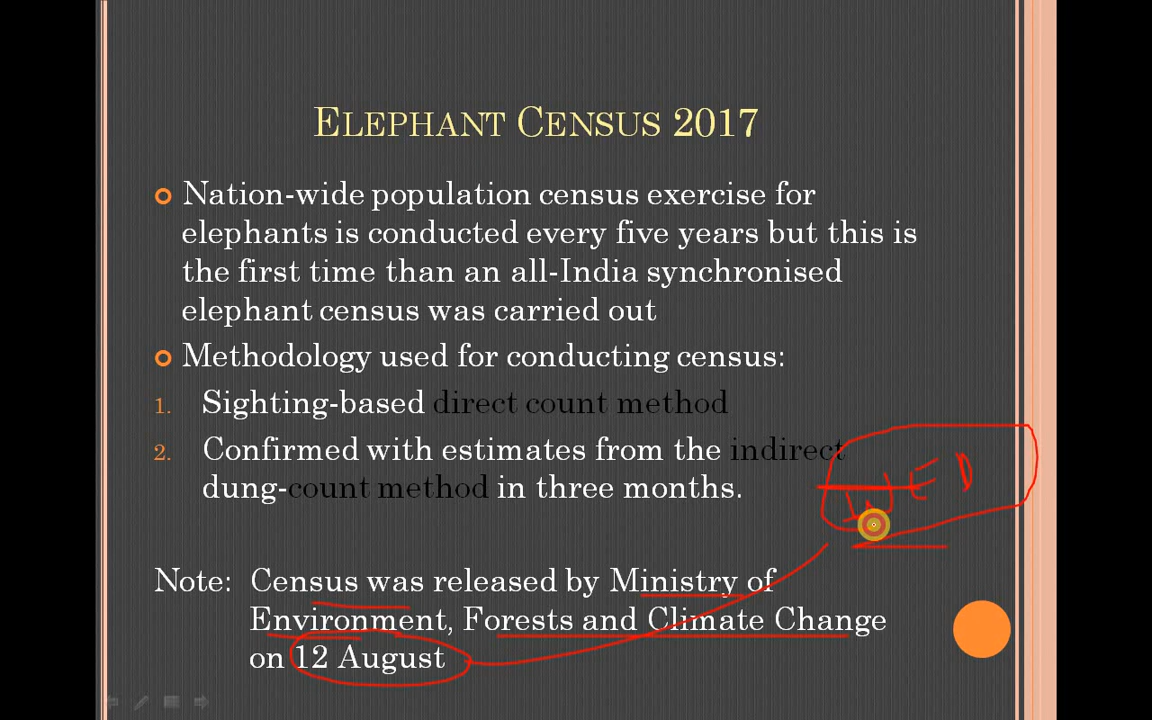 ELEPHANT CENSUS 2017
Nation-wide population census exercise for
elephants is conducted every five years but this is
the first time than an all-India synchronised
elephant census was carried out
Methodology used for conducting census:
1. Sighting-based direct count method
2. Confirmed with estimates from the indirect
dung-count method in three months.
Note: Census was released by Ministry of
Environment, Forests and Climate Change
on 12 August